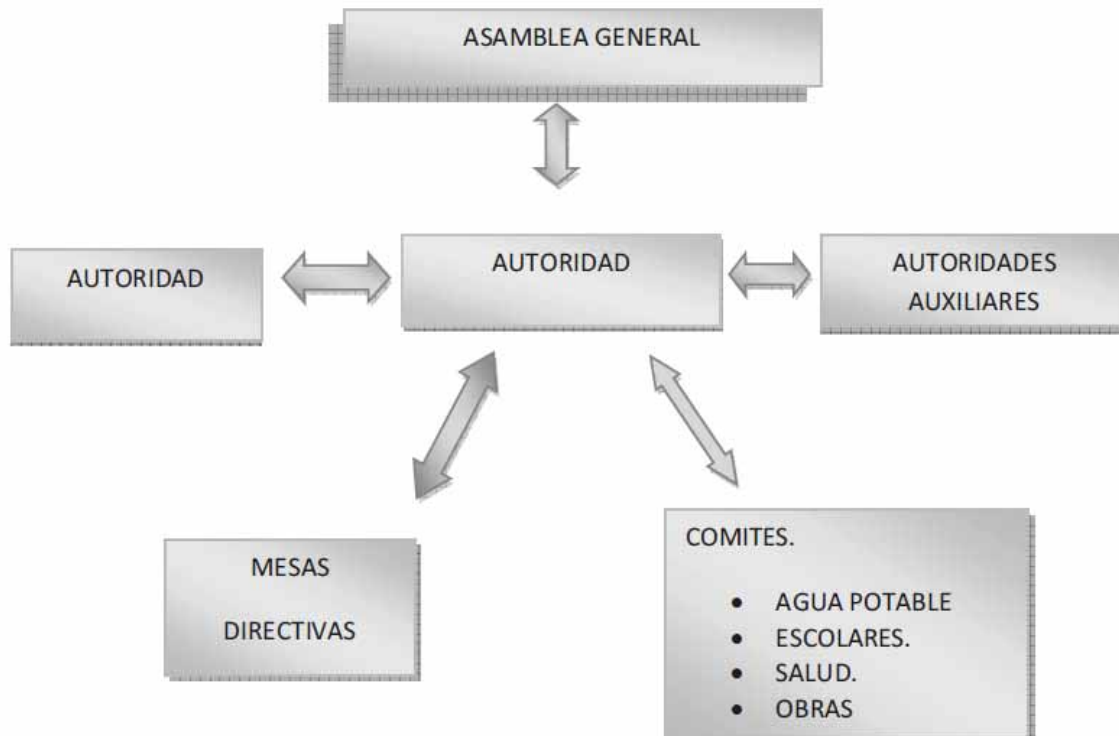 ASAMBLEA GENERAL
AUTORIDAD
AUTORIDAD
AUTORIDADES
AUXILIARES
MESAS
DIRECTIVAS
COMITES.
• AGUA POTABLE
• ESCOLARES.
• SALUD.
• OBRAS